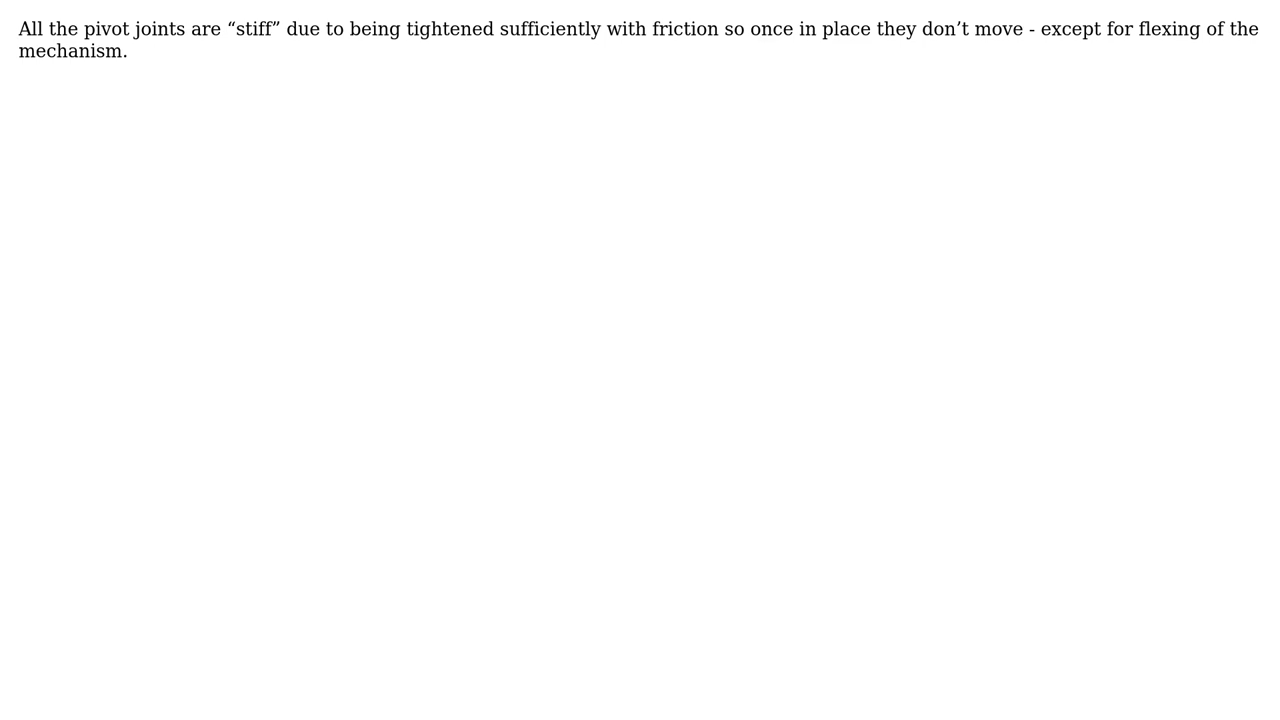 All the pivot joints are “stiff” due to being tightened sufficiently with friction so once in place they don’t move - except for flexing of the
mechanism.